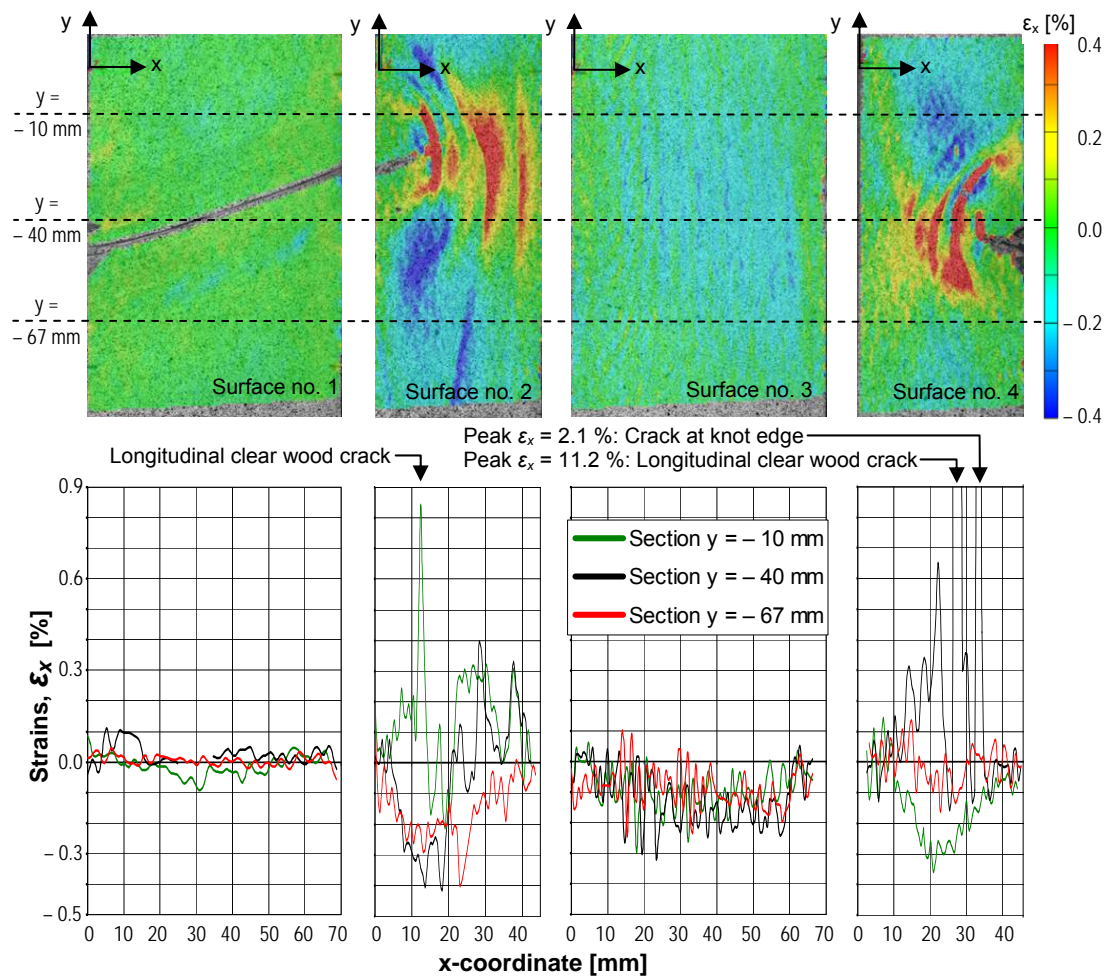 y
y
y
y
εx [%]
x
x
x
x
0.4
0.2
0.0
– 0.2
– 0.4
y =
– 10 mm
y =
– 40 mm
y =
– 67 mm
Surface no. 1
Surface no. 2
Surface no. 3
Surface no. 4
Peak εx = 2.1 %: Crack at knot edge
Longitudinal clear wood crack
Peak εx = 11.2 %: Longitudinal clear wood crack
Strains, εx [%]
0.9
0.6
0.3
0.0
– 0.3
– 0.5
Section y = – 10 mm
Section y = – 40 mm
Section y = – 67 mm
0 10 20 30 40 50 60 70
0 10 20 30 40
0 10 20 30 40 50 60 70
0 10 20 30 40
x-coordinate [mm]